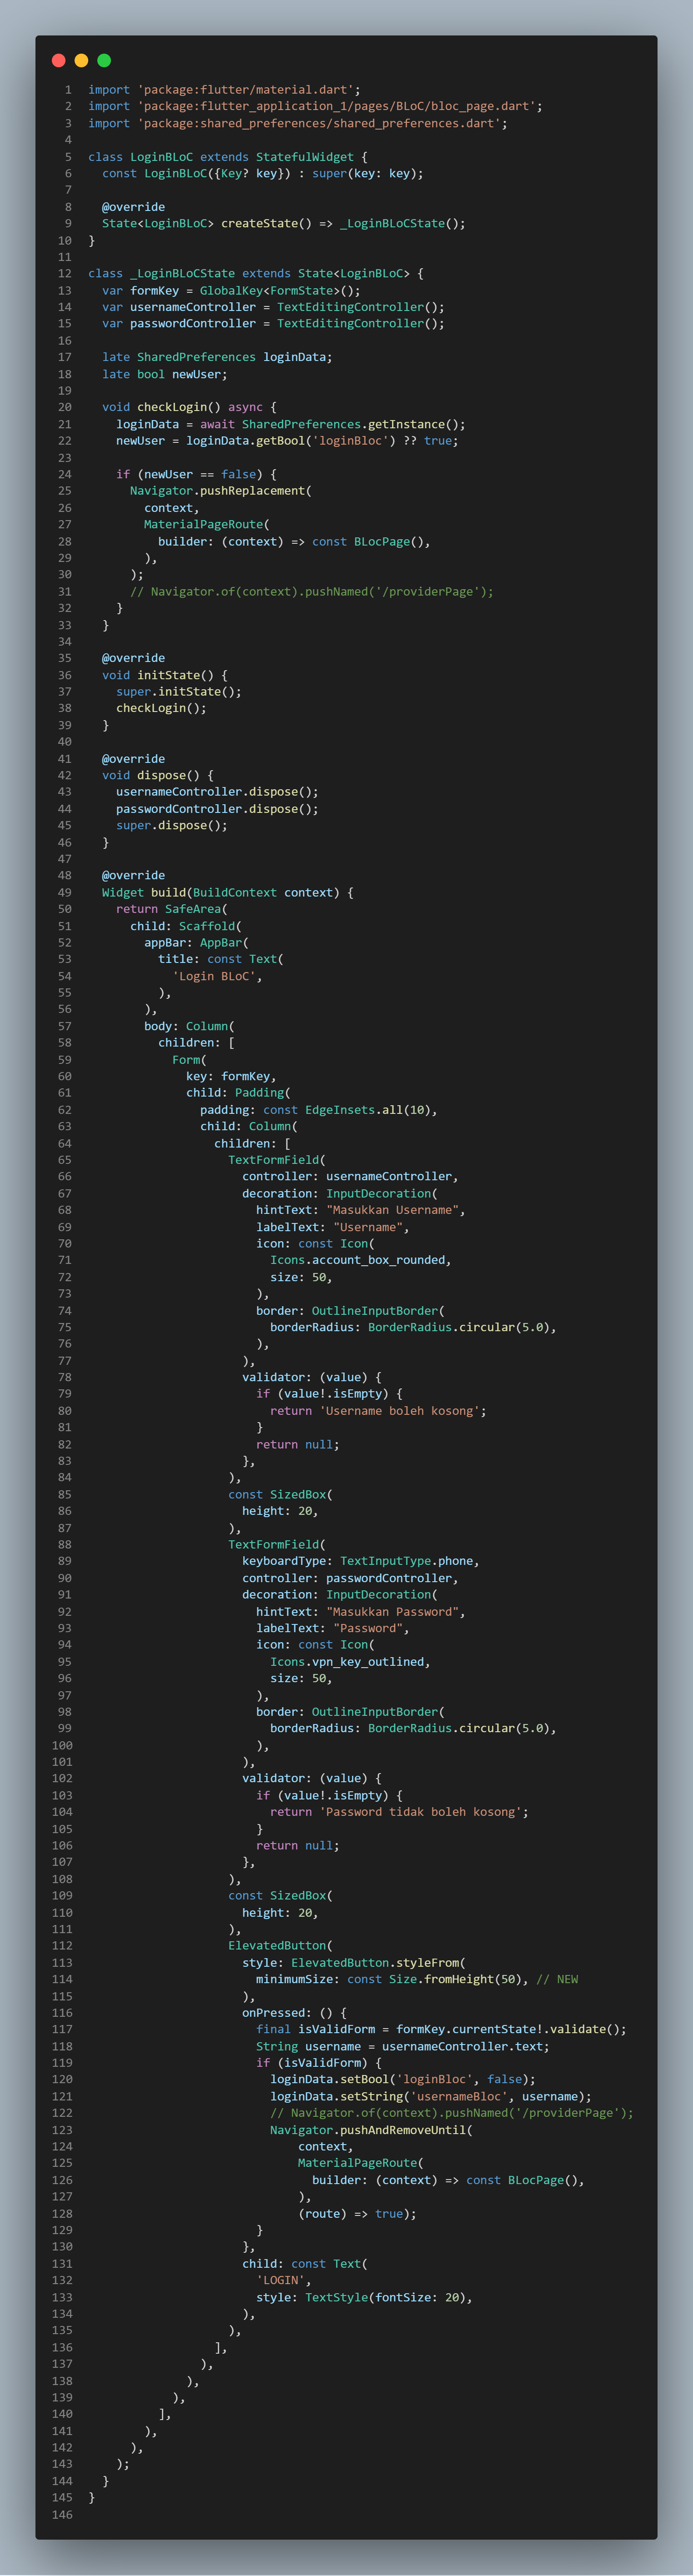 1 import 'package:flutter/material.dart';
2 import 'package:flutter_application_1/pages/BLoC/bloc_page.dart';
3 import 'package:shared_preferences/shared_preferences.dart';
4
5 class LoginBLoC extends StatefulWidget {
6   const LoginBLoC({Key? key}) : super(key: key);
7
8   @override
9   State<LoginBLoC> createState() => _LoginBLoCState();
10 }
11
12 class _LoginBLoCState extends State<LoginBLoC> {
13   var formKey = GlobalKey<FormState>();
14   var usernameController = TextEditingController();
15   var passwordController = TextEditingController();
16
17   late SharedPreferences loginData;
18   late bool newUser;
19
20   void checkLogin() async {
21     loginData = await SharedPreferences.getInstance();
22     newUser = loginData.getBool('loginBloc') ?? true;
23
24     if (newUser == false) {
25       Navigator.pushReplacement(
26         context,
27         MaterialPageRoute(
28           builder: (context) => const BLocPage(),
29         ),
30       );
31       // Navigator.of(context).pushNamed('/providerPage');
32     }
33   }
34
35   @override
36   void initState() {
37     super.initState();
38     checkLogin();
39   }
40
41   @override
42   void dispose() {
43     usernameController.dispose();
44     passwordController.dispose();
45     super.dispose();
46   }
47
48   @override
49   Widget build(BuildContext context) {
50     return SafeArea(
51       child: Scaffold(
52         appBar: AppBar(
53           title: const Text(
54             'Login BLoC',
55           ),
56         ),
57         body: Column(
58           children: [
59             Form(
60               key: formKey,
61               child: Padding(
62                 padding: const EdgeInsets.all(10),
63                 child: Column(
64                   children: [
65                     TextFormField(
66                       controller: usernameController,
67                       decoration: InputDecoration(
68                         hintText: "Masukkan Username",
69                         labelText: "Username",
70                         icon: const Icon(
71                           Icons.account_box_rounded,
72                           size: 50,
73                         ),
74                         border: OutlineInputBorder(
75                           borderRadius: BorderRadius.circular(5.0),
76                         ),
77                       ),
78                       validator: (value) {
79                         if (value!.isEmpty) {
80                           return 'Username boleh kosong';
81                         }
82                         return null;
83                       },
84                     ),
85                     const SizedBox(
86                       height: 20,
87                     ),
88                     TextFormField(
89                       keyboardType: TextInputType.phone,
90                       controller: passwordController,
91                       decoration: InputDecoration(
92                         hintText: "Masukkan Password",
93                         labelText: "Password",
94                         icon: const Icon(
95                           Icons.vpn_key_outlined,
96                           size: 50,
97                         ),
98                         border: OutlineInputBorder(
99                           borderRadius: BorderRadius.circular(5.0),
100                         ),
101                       ),
102                       validator: (value) {
103                         if (value!.isEmpty) {
104                           return 'Password tidak boleh kosong';
105                         }
106                         return null;
107                       },
108                     ),
109                     const SizedBox(
110                       height: 20,
111                     ),
112                     ElevatedButton(
113                       style: ElevatedButton.styleFrom(
114                         minimumSize: const Size.fromHeight(50), // NEW
115                       ),
116                       onPressed: () {
117                         final isValidForm = formKey.currentState!.validate();
118                         String username = usernameController.text;
119                         if (isValidForm) {
120                           loginData.setBool('loginBloc', false);
121                           loginData.setString('usernameBloc', username);
122                           // Navigator.of(context).pushNamed('/providerPage');
123                           Navigator.pushAndRemoveUntil(
124                               context,
125                               MaterialPageRoute(
126                                 builder: (context) => const BLocPage(),
127                               ),
128                               (route) => true);
129                         }
130                       },
131                       child: const Text(
132                         'LOGIN',
133                         style: TextStyle(fontSize: 20),
134                       ),
135                     ),
136                   ],
137                 ),
138               ),
139             ),
140           ],
141         ),
142       ),
143     );
144   }
145 }
146